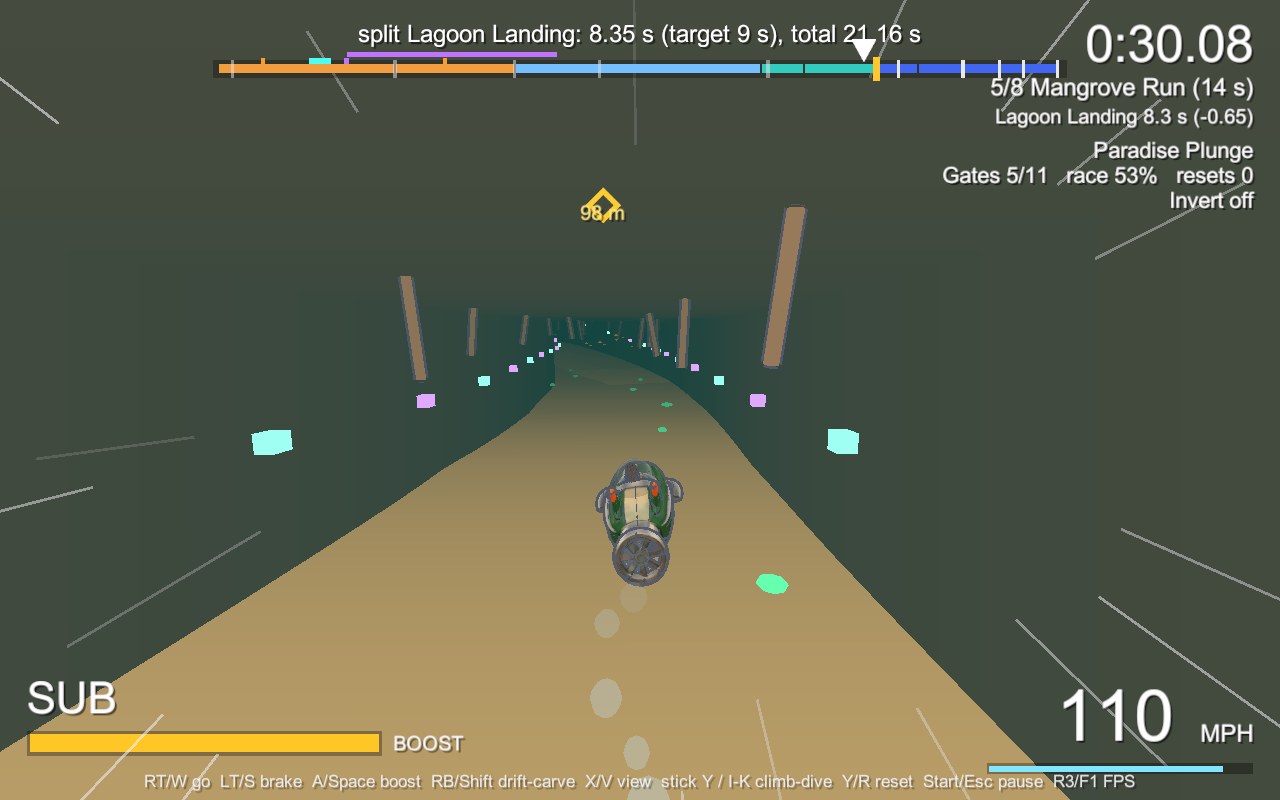 split Lagoon Landing: 8.35 s (target 9 s), total 21.16 s
0:30.08
5/8 Mangrove Run (14 s)
Lagoon Landing 8.3 s (-0.65)
Paradise Plunge
Gates 5/11 race 53% resets 0
Invert off
98 m
SUB
BOOST
110 MPH
RT/W go LT/S brake A/Space boost RB/Shift drift-carve X/V view stick Y / I-K climb-dive Y/R reset Start/Esc pause R3/F1 FPS